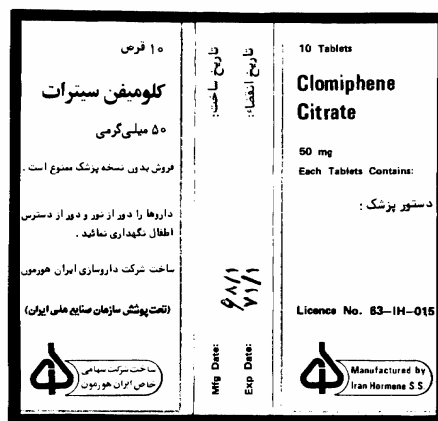 ۱۰ قرص
کلومیفن سیترات
۵۰ میلی‌گرمی
فروش بدون نسخه پزشک ممنوع است .
داروها را دور از نور و دور از دسترس
اطفال نگهداری نمائید .
ساخت شرکت داروسازی ایران هورمون
(تحت پوشش سازمان صنایع ملی ایران)
ساخت شرکت سهامی
خاص ایران هورمون
تاریخ ساخت:
تاریخ انقضاء:
۷۱/۱
Mfg Date:
Exp Date:
10 Tablets
Clomiphene
Citrate
50 mg
Each Tablets Contains:
دستور پزشک :
Licence No. 63–IH–015
Manufactured by
Iran Hormone S.S.